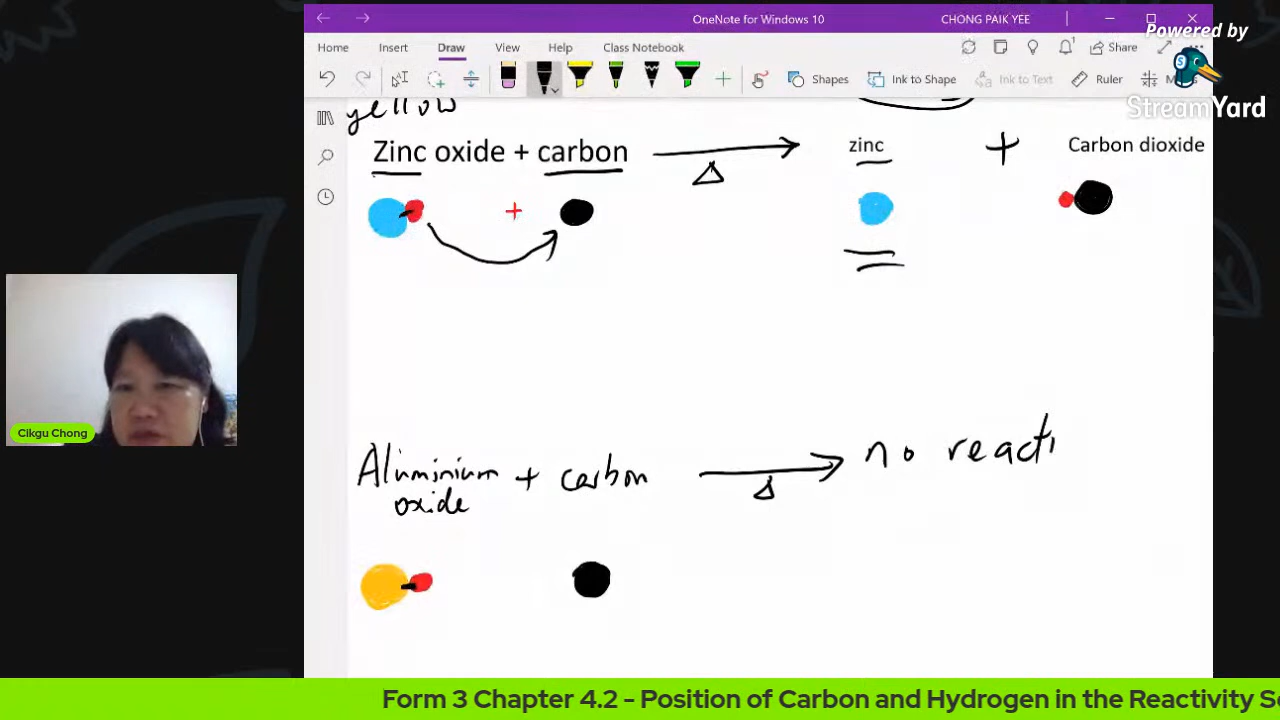 OneNote for Windows 10
CHONG PAIK YEE
Powered by
StreamYard
Home Insert Draw View Help Class Notebook
Share
Shapes Ink to Shape Ink to Text Ruler
yellow
Zinc oxide + carbon → Δ zinc + Carbon dioxide
+
Aluminium oxide + carbon → Δ no reacti
Cikgu Chong
Form 3 Chapter 4.2 - Position of Carbon and Hydrogen in the Reactivity Se